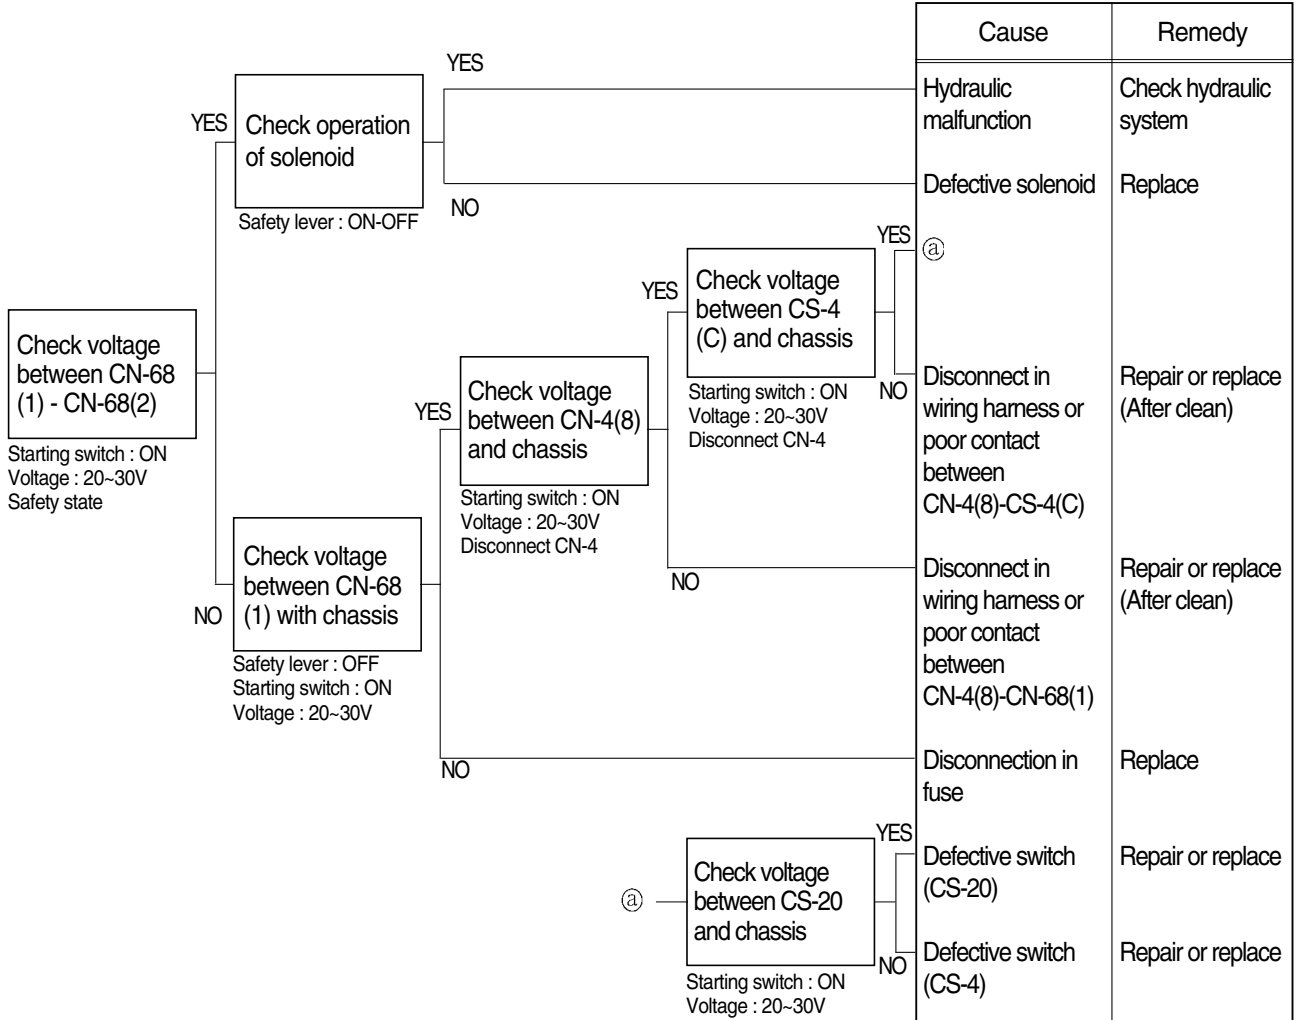 Cause
Remedy
YES
Hydraulic
malfunction
Check hydraulic
system
YES
Check operation
of solenoid
Safety lever : ON-OFF
NO
Defective solenoid
Replace
YES
ⓐ
YES
Check voltage
between CS-4
(C) and chassis
Starting switch : ON
Voltage : 20~30V
Disconnect CN-4
NO
Disconnect in
wiring harness or
poor contact
between
CN-4(8)-CS-4(C)
Repair or replace
(After clean)
Check voltage
between CN-68
(1) - CN-68(2)
Starting switch : ON
Voltage : 20~30V
Safety state
YES
Check voltage
between CN-4(8)
and chassis
Starting switch : ON
Voltage : 20~30V
Disconnect CN-4
NO
Disconnect in
wiring harness or
poor contact
between
CN-4(8)-CN-68(1)
Repair or replace
(After clean)
NO
Check voltage
between CN-68
(1) with chassis
Safety lever : OFF
Starting switch : ON
Voltage : 20~30V
NO
Disconnection in
fuse
Replace
ⓐ
Check voltage
between CS-20
and chassis
Starting switch : ON
Voltage : 20~30V
YES
Defective switch
(CS-20)
Repair or replace
NO
Defective switch
(CS-4)
Repair or replace